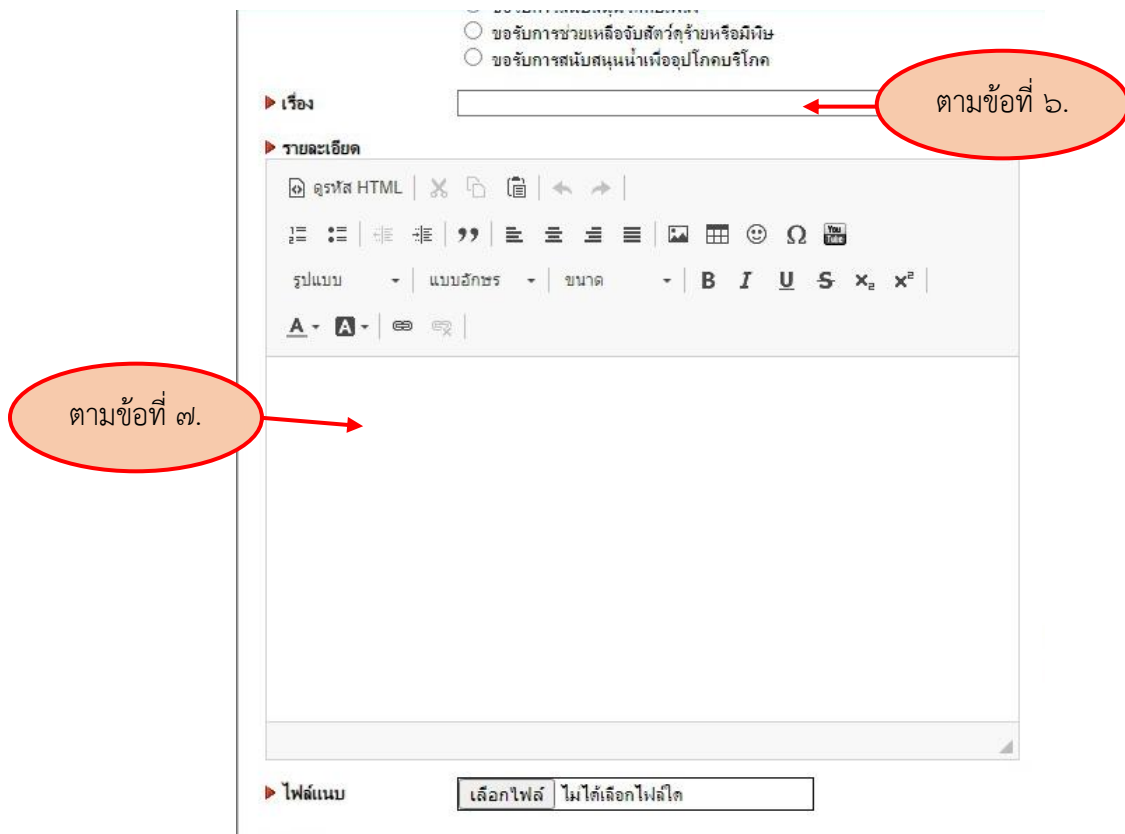 ขอรับการช่วยเหลือจับสัตว์ดุร้ายหรือมีพิษ
ขอรับการสนับสนุนน้ำเพื่ออุปโภคบริโภค
เรื่อง
ตามข้อที่ ๖.
รายละเอียด
ดูรหัส HTML
You Tube
รูปแบบ แบบอักษร ขนาด B I U S x₂ x²
A A
ตามข้อที่ ๗.
ไฟล์แนบ เลือกไฟล์ ไม่ได้เลือกไฟล์ใด